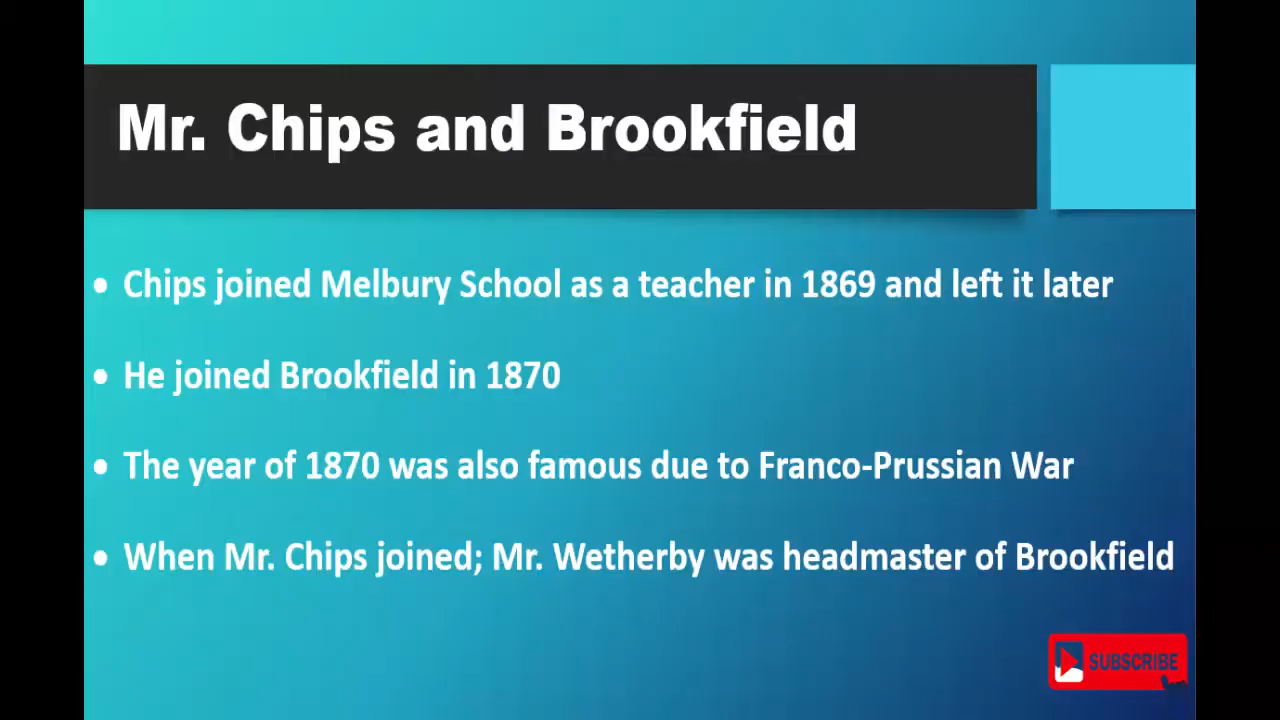 Mr. Chips and Brookfield
• Chips joined Melbury School as a teacher in 1869 and left it later
• He joined Brookfield in 1870
• The year of 1870 was also famous due to Franco-Prussian War
• When Mr. Chips joined; Mr. Wetherby was headmaster of Brookfield
SUBSCRIBE